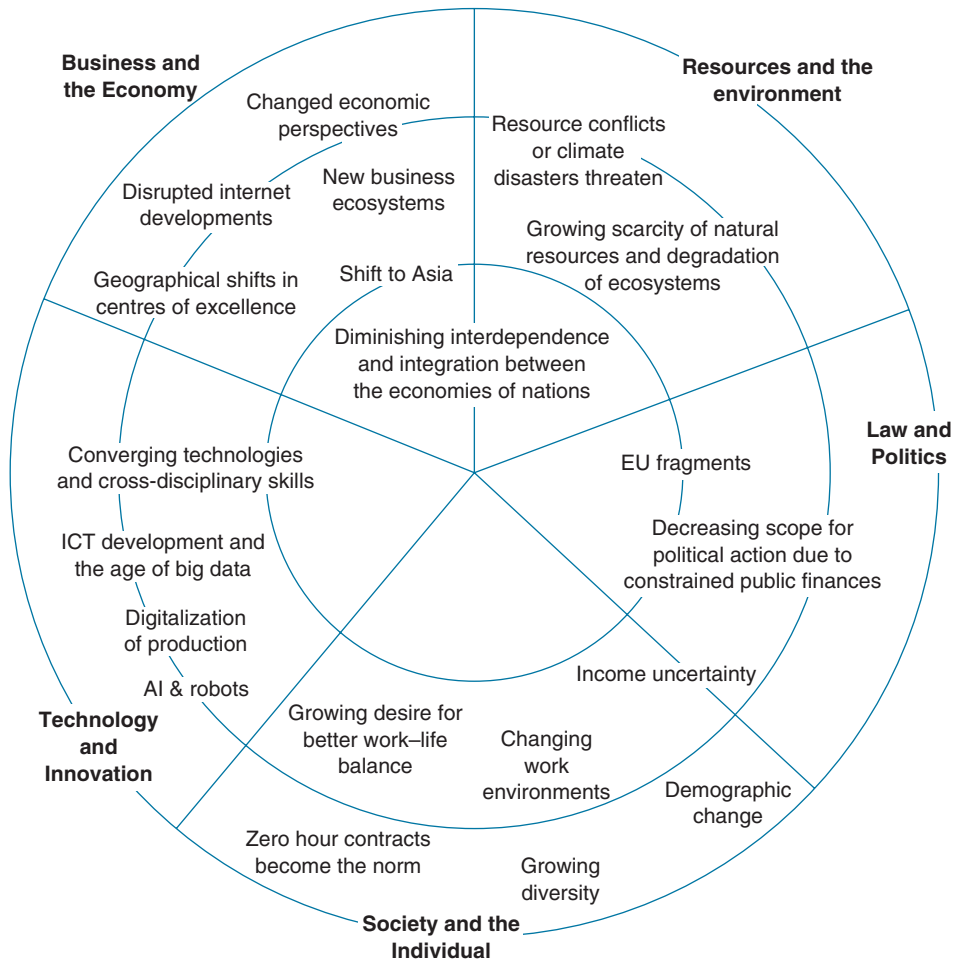 Business and
the Economy
Changed economic
perspectives
New business
ecosystems
Disrupted internet
developments
Shift to Asia
Geographical shifts in
centres of excellence
Resources and the
environment
Resource conflicts
or climate
disasters threaten
Growing scarcity of natural
resources and degradation
of ecosystems
Diminishing interdependence
and integration between
the economies of nations
Law and
Politics
EU fragments
Decreasing scope for
political action due to
constrained public finances
Converging technologies
and cross-disciplinary skills
ICT development and
the age of big data
Digitalization
of production
AI & robots
Technology
and
Innovation
Income uncertainty
Growing desire for
better work–life
balance
Changing
work
environments
Demographic
change
Zero hour contracts
become the norm
Growing
diversity
Society and the
Individual